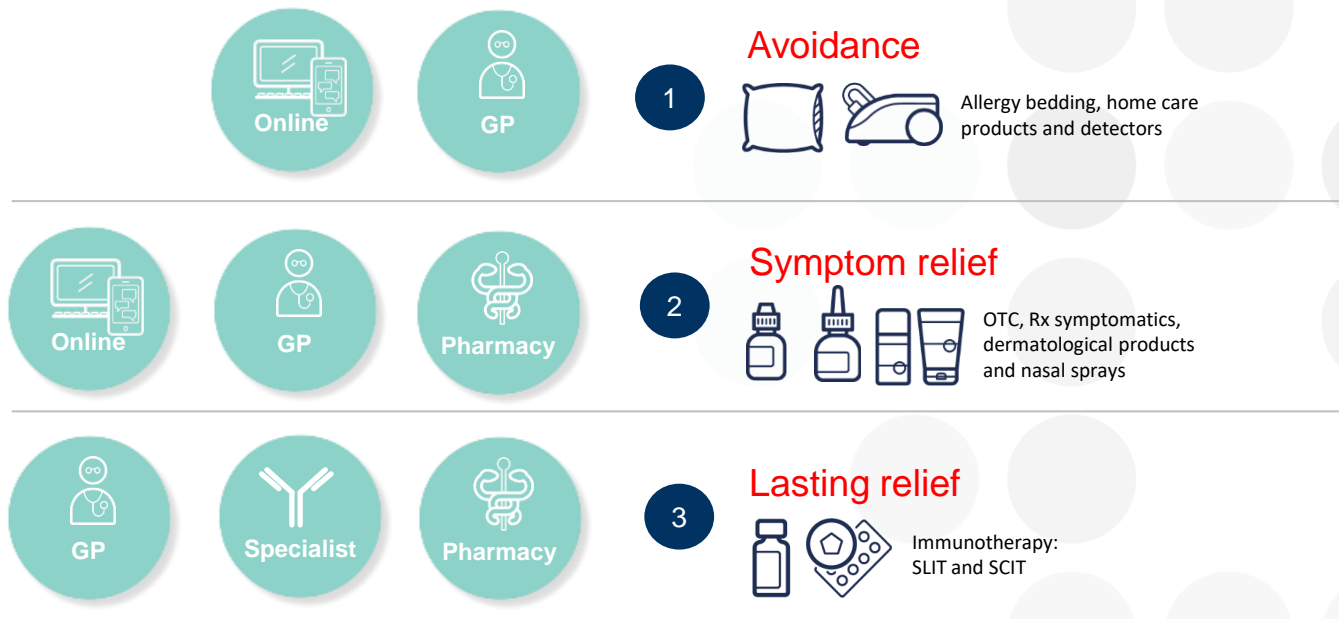 Online
GP
1
Avoidance
Allergy bedding, home care
products and detectors
Online
GP
Pharmacy
2
Symptom relief
OTC, Rx symptomatics,
dermatological products
and nasal sprays
GP
Specialist
Pharmacy
3
Lasting relief
Immunotherapy:
SLIT and SCIT